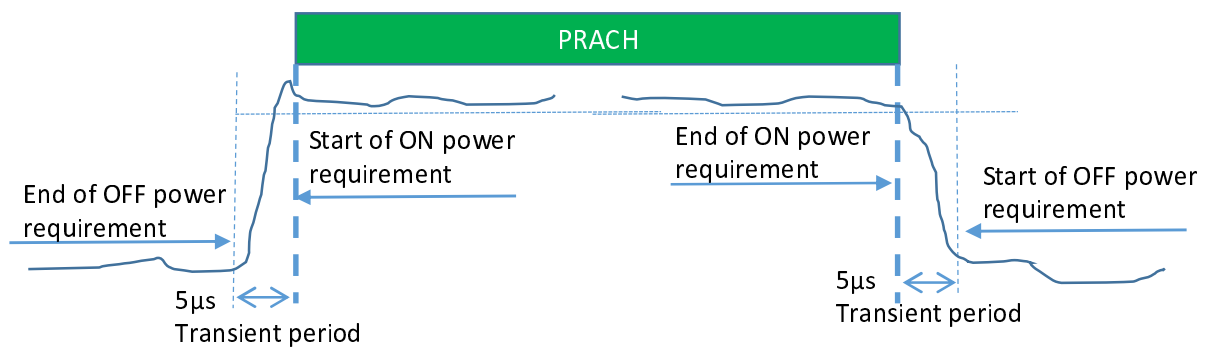 PRACH
Start of ON power
requirement
End of ON power
requirement
End of OFF power
requirement
Start of OFF power
requirement
5µs
Transient period
5µs
Transient period